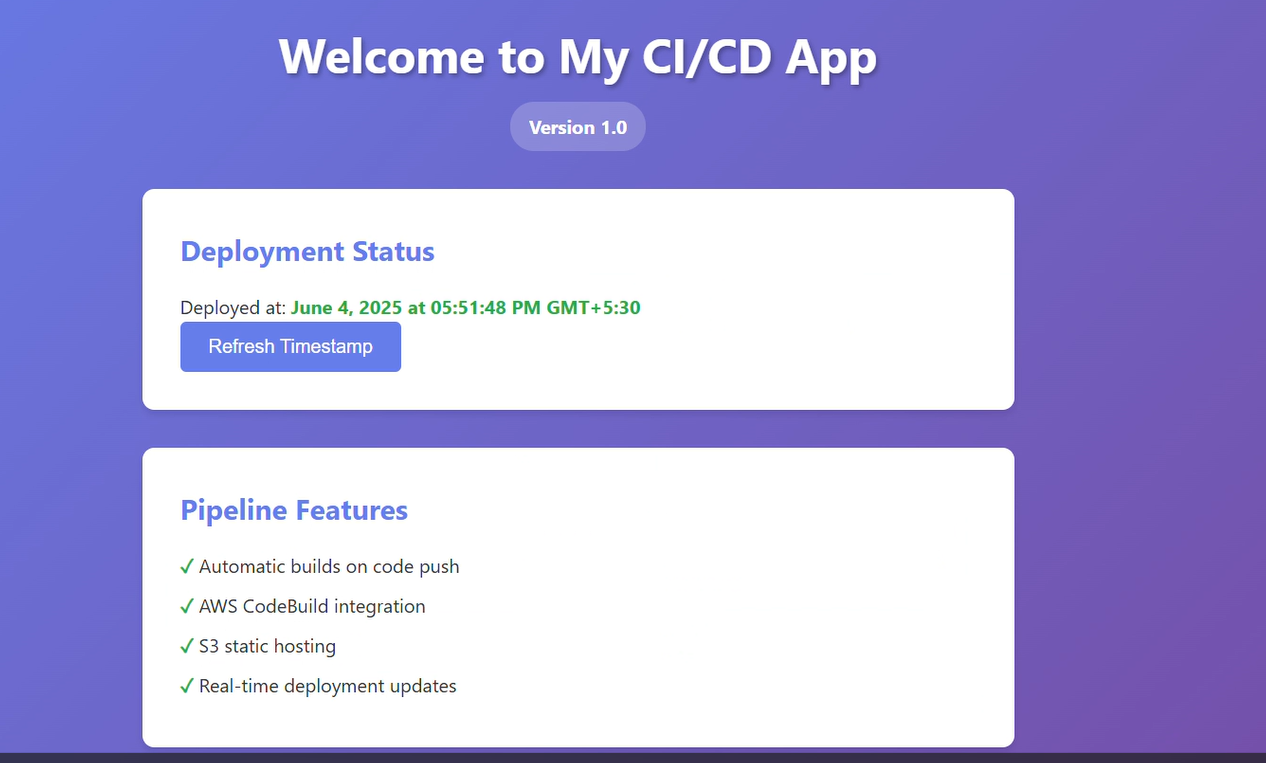 Welcome to My CI/CD App
Version 1.0
Deployment Status
Deployed at: June 4, 2025 at 05:51:48 PM GMT+5:30
Refresh Timestamp
Pipeline Features
✓ Automatic builds on code push
✓ AWS CodeBuild integration
✓ S3 static hosting
✓ Real-time deployment updates